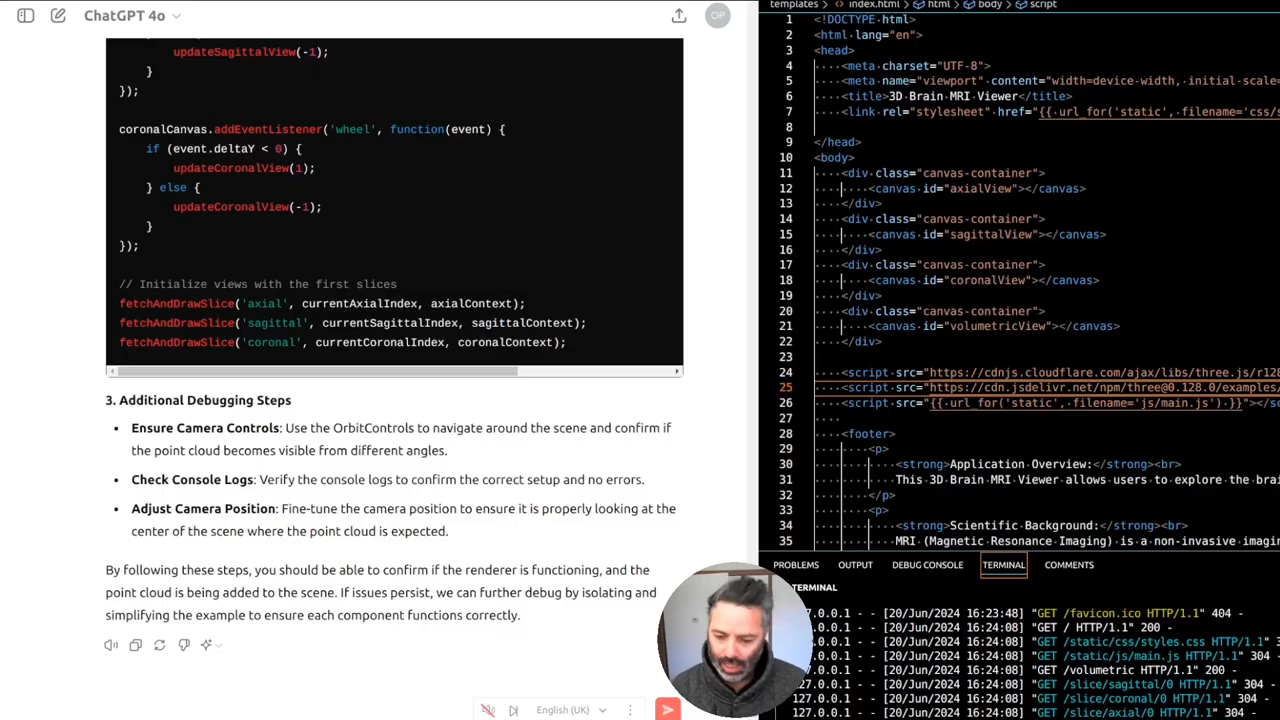 ChatGPT 4o
OP
updateSagittalView(-1);
}
});
coronalCanvas.addEventListener('wheel', function(event) {
if (event.deltaY < 0) {
updateCoronalView(1);
} else {
updateCoronalView(-1);
}
});
// Initialize views with the first slices
fetchAndDrawSlice('axial', currentAxialIndex, axialContext);
fetchAndDrawSlice('sagittal', currentSagittalIndex, sagittalContext);
fetchAndDrawSlice('coronal', currentCoronalIndex, coronalContext);
3. Additional Debugging Steps
• Ensure Camera Controls: Use the OrbitControls to navigate around the scene and confirm if
the point cloud becomes visible from different angles.
• Check Console Logs: Verify the console logs to confirm the correct setup and no errors.
• Adjust Camera Position: Fine-tune the camera position to ensure it is properly looking at the
center of the scene where the point cloud is expected.
By following these steps, you should be able to confirm if the renderer is functioning, and the
point cloud is being added to the scene. If issues persist, we can further debug by isolating and
simplifying the example to ensure each component functions correctly.
English (UK)
templates > index.html > html > body > script
1 <!DOCTYPE html>
2 <html lang="en">
3 <head>
4 <meta charset="UTF-8">
5 <meta name="viewport" content="width=device-width, initial-scale=
6 <title>3D Brain MRI Viewer</title>
7 <link rel="stylesheet" href="{{ url_for('static', filename='css/s
8
9 </head>
10 <body>
11 <div class="canvas-container">
12 <canvas id="axialView"></canvas>
13 </div>
14 <div class="canvas-container">
15 <canvas id="sagittalView"></canvas>
16 </div>
17 <div class="canvas-container">
18 <canvas id="coronalView"></canvas>
19 </div>
20 <div class="canvas-container">
21 <canvas id="volumetricView"></canvas>
22 </div>
23
24 <script src="https://cdnjs.cloudflare.com/ajax/libs/three.js/r128
25 <script src="https://cdn.jsdelivr.net/npm/three@0.128.0/examples/
26 <script src="{{ url_for('static', filename='js/main.js') }}"></sc
27
28 <footer>
29 <p>
30 <strong>Application Overview:</strong><br>
31 This 3D Brain MRI Viewer allows users to explore the brai
32 </p>
33 <p>
34 <strong>Scientific Background:</strong><br>
35 MRI (Magnetic Resonance Imaging) is a non-invasive imagin
PROBLEMS OUTPUT DEBUG CONSOLE TERMINAL COMMENTS
TERMINAL
127.0.0.1 - - [20/Jun/2024 16:23:48] "GET /favicon.ico HTTP/1.1" 404 -
127.0.0.1 - - [20/Jun/2024 16:24:08] "GET / HTTP/1.1" 200 -
127.0.0.1 - - [20/Jun/2024 16:24:08] "GET /static/css/styles.css HTTP/1.1" 304 -
127.0.0.1 - - [20/Jun/2024 16:24:08] "GET /static/js/main.js HTTP/1.1" 304 -
127.0.0.1 - - [20/Jun/2024 16:24:08] "GET /volumetric HTTP/1.1" 200 -
127.0.0.1 - - [20/Jun/2024 16:24:08] "GET /slice/sagittal/0 HTTP/1.1" 304 -
127.0.0.1 - - [20/Jun/2024 16:24:08] "GET /slice/coronal/0 HTTP/1.1" 304 -
127.0.0.1 - - [20/Jun/2024 16:24:08] "GET /slice/axial/0 HTTP/1.1" 304 -